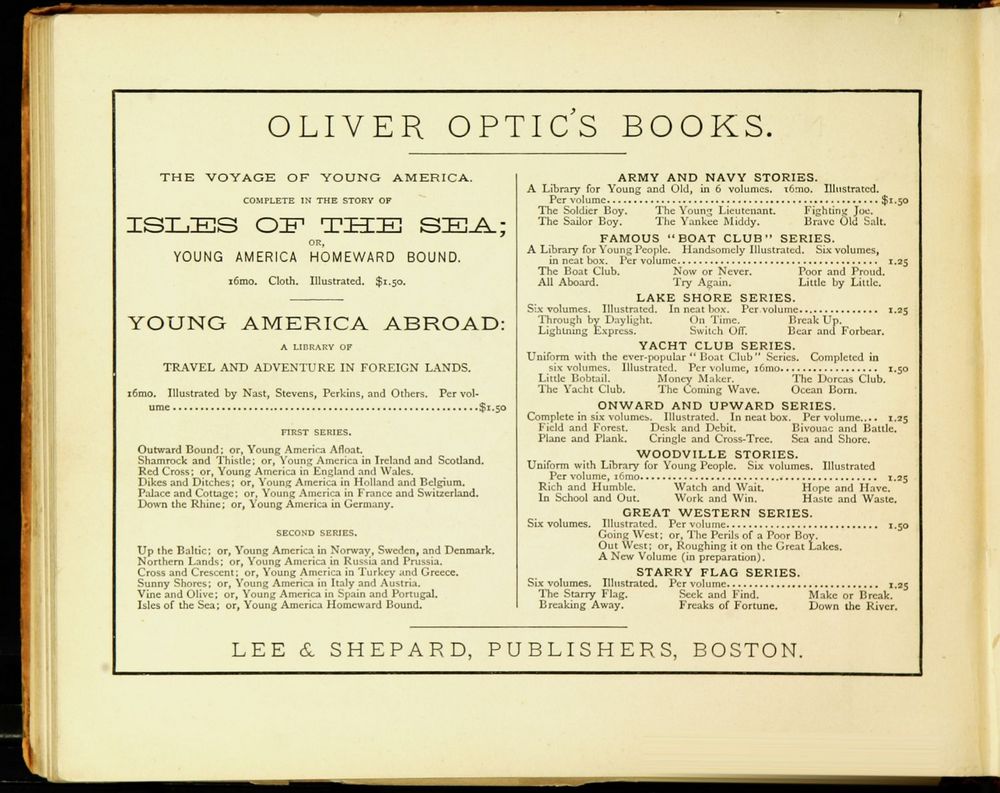 OLIVER OPTIC'S BOOKS.
THE VOYAGE OF YOUNG AMERICA.
COMPLETE IN THE STORY OF
ISLES OF THE SEA;
OR,
YOUNG AMERICA HOMEWARD BOUND.
16mo. Cloth. Illustrated. $1.50.
YOUNG AMERICA ABROAD:
A LIBRARY OF
TRAVEL AND ADVENTURE IN FOREIGN LANDS.
16mo. Illustrated by Nast, Stevens, Perkins, and Others. Per vol-
ume........................................................$1.50
FIRST SERIES.
Outward Bound; or, Young America Afloat.
Shamrock and Thistle; or, Young America in Ireland and Scotland.
Red Cross; or, Young America in England and Wales.
Dikes and Ditches; or, Young America in Holland and Belgium.
Palace and Cottage; or, Young America in France and Switzerland.
Down the Rhine; or, Young America in Germany.
SECOND SERIES.
Up the Baltic; or, Young America in Norway, Sweden, and Denmark.
Northern Lands; or, Young America in Russia and Prussia.
Cross and Crescent; or, Young America in Turkey and Greece.
Sunny Shores; or, Young America in Italy and Austria.
Vine and Olive; or, Young America in Spain and Portugal.
Isles of the Sea; or, Young America Homeward Bound.
ARMY AND NAVY STORIES.
A Library for Young and Old, in 6 volumes. 16mo. Illustrated.
Per volume..................................................$1.50
The Soldier Boy. The Young Lieutenant. Fighting Joe.
The Sailor Boy. The Yankee Middy. Brave Old Salt.
FAMOUS "BOAT CLUB" SERIES.
A Library for Young People. Handsomely Illustrated. Six volumes,
in neat box. Per volume..................................... 1.25
The Boat Club. Now or Never. Poor and Proud.
All Aboard. Try Again. Little by Little.
LAKE SHORE SERIES.
Six volumes. Illustrated. In neat box. Per volume.............. 1.25
Through by Daylight. On Time. Break Up.
Lightning Express. Switch Off. Bear and Forbear.
YACHT CLUB SERIES.
Uniform with the ever-popular "Boat Club" Series. Completed in
six volumes. Illustrated. Per volume, 16mo.................. 1.50
Little Bobtail. Money Maker. The Dorcas Club.
The Yacht Club. The Coming Wave. Ocean Born.
ONWARD AND UPWARD SERIES.
Complete in six volumes. Illustrated. In neat box. Per volume.... 1.25
Field and Forest. Desk and Debit. Bivouac and Battle.
Plane and Plank. Cringle and Cross-Tree. Sea and Shore.
WOODVILLE STORIES.
Uniform with Library for Young People. Six volumes. Illustrated
Per volume, 16mo........................................... 1.25
Rich and Humble. Watch and Wait. Hope and Have.
In School and Out. Work and Win. Haste and Waste.
GREAT WESTERN SERIES.
Six volumes. Illustrated. Per volume........................... 1.50
Going West; or, The Perils of a Poor Boy.
Out West; or, Roughing it on the Great Lakes.
A New Volume (in preparation).
STARRY FLAG SERIES.
Six volumes. Illustrated. Per volume........................... 1.25
The Starry Flag. Seek and Find. Make or Break.
Breaking Away. Freaks of Fortune. Down the River.
LEE & SHEPARD, PUBLISHERS, BOSTON.